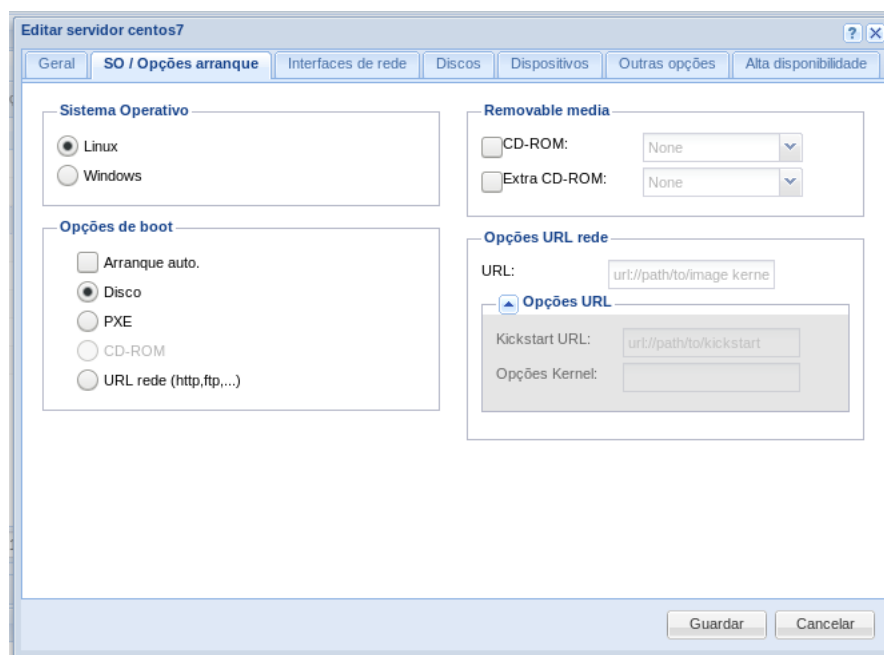 Editar servidor centos7
Geral
SO / Opções arranque
Interfaces de rede
Discos
Dispositivos
Outras opções
Alta disponibilidade
Sistema Operativo
Linux
Windows
Opções de boot
Arranque auto.
Disco
PXE
CD-ROM
URL rede (http,ftp,...)
Removable media
CD-ROM:
None
Extra CD-ROM:
None
Opções URL rede
URL:
url://path/to/image kerne
Opções URL
Kickstart URL:
url://path/to/kickstart
Opções Kernel:
Guardar
Cancelar